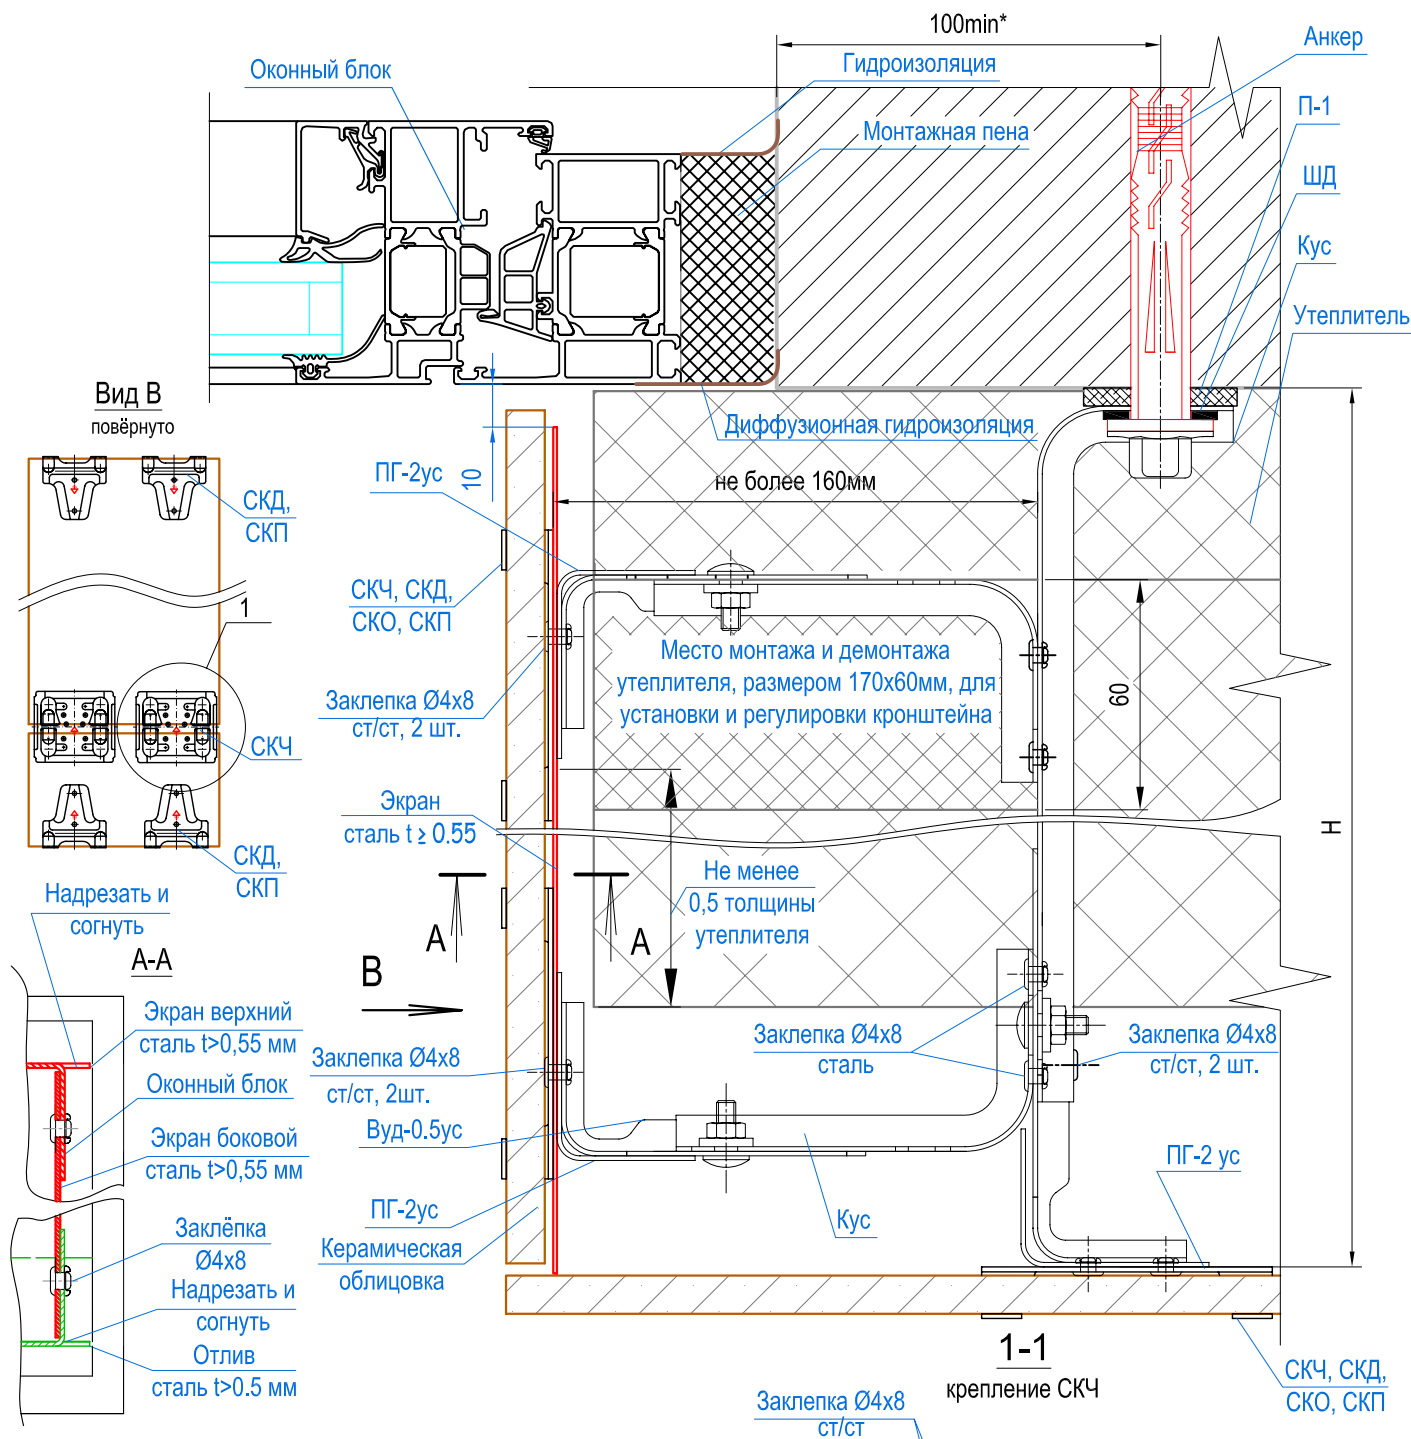 100min*
Анкер
Гидроизоляция
Оконный блок
П-1
Монтажная пена
ШД
Кус
Утеплитель
Вид В
повёрнуто
Диффузионная гидроизоляция
ПГ-2ус
10
не более 160мм
СКД,
СКП
СКЧ, СКД,
СКО, СКП
1
Место монтажа и демонтажа
утеплителя, размером 170х60мм, для
установки и регулировки кронштейна
60
Заклепка Ø4х8
ст/ст, 2 шт.
СКЧ
Экран
сталь t ≥ 0.55
Н
СКД,
СКП
Не менее
0,5 толщины
утеплителя
Надрезать и
согнуть
А
А
А-А
В
Экран верхний
сталь t>0,55 мм
Заклепка Ø4х8
сталь
Заклепка Ø4х8
ст/ст, 2 шт.
Заклепка Ø4х8
ст/ст, 2шт.
Оконный блок
Вуд-0.5ус
Экран боковой
сталь t>0,55 мм
ПГ-2 ус
ПГ-2ус
Кус
Заклёпка
Ø4х8
Керамическая
облицовка
Надрезать и
согнуть
Отлив
сталь t>0.5 мм
1-1
крепление СКЧ
СКЧ, СКД,
СКО, СКП
Заклепка Ø4х8
ст/ст